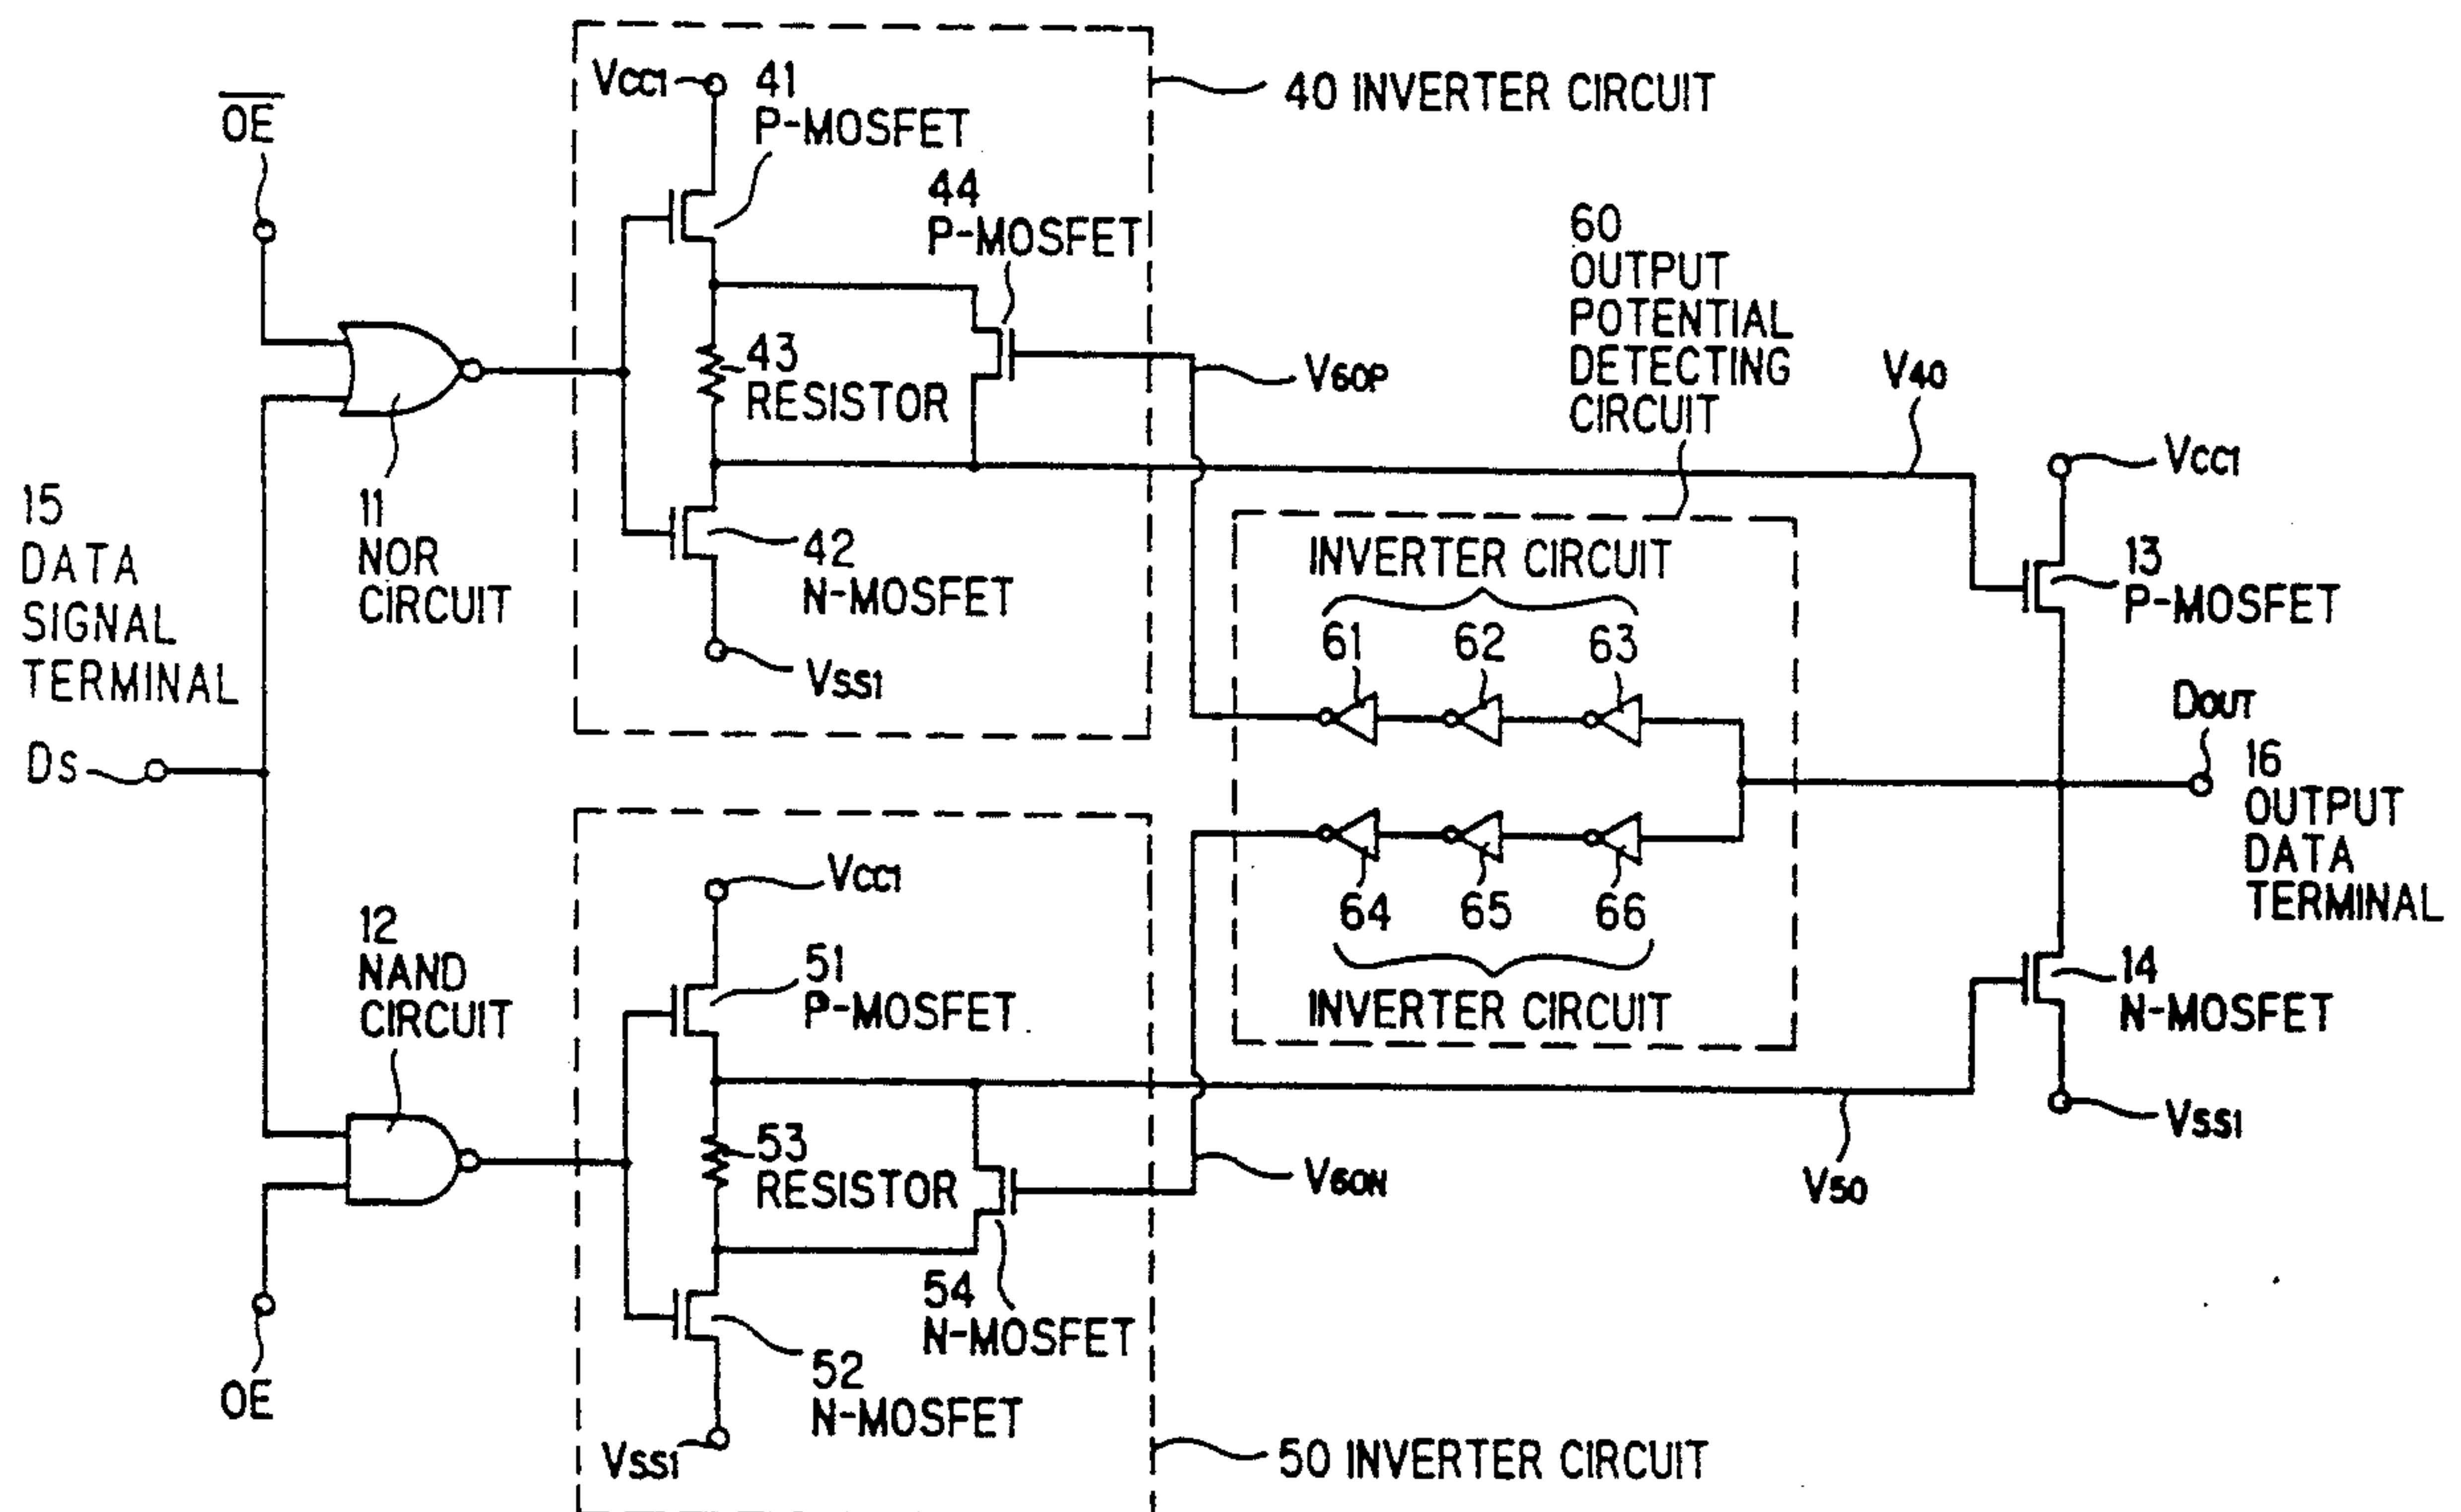 VCC1
41
P-MOSFET
40 INVERTER CIRCUIT
OE
44
P-MOSFET
60
OUTPUT
POTENTIAL
DETECTING
CIRCUIT
43
RESISTOR
V60P
V40
VCC1
15
DATA
SIGNAL
TERMINAL
11
NOR
CIRCUIT
42
N-MOSFET
VSS1
INVERTER CIRCUIT
61 62 63
13
P-MOSFET
DS
DOUT
16
OUTPUT
DATA
TERMINAL
VCC1
64 65 66
INVERTER CIRCUIT
12
NAND
CIRCUIT
51
P-MOSFET
14
N-MOSFET
VSS1
53
RESISTOR
V60N
V50
54
N-MOSFET
OE
52
N-MOSFET
VSS1
50 INVERTER CIRCUIT